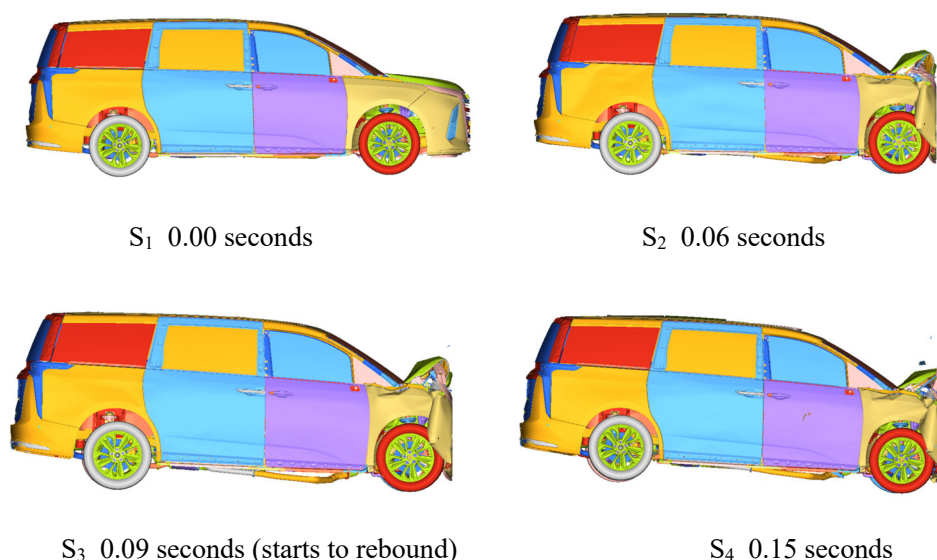 S₁ 0.00 seconds
S₂ 0.06 seconds
S₃ 0.09 seconds (starts to rebound)
S₄ 0.15 seconds